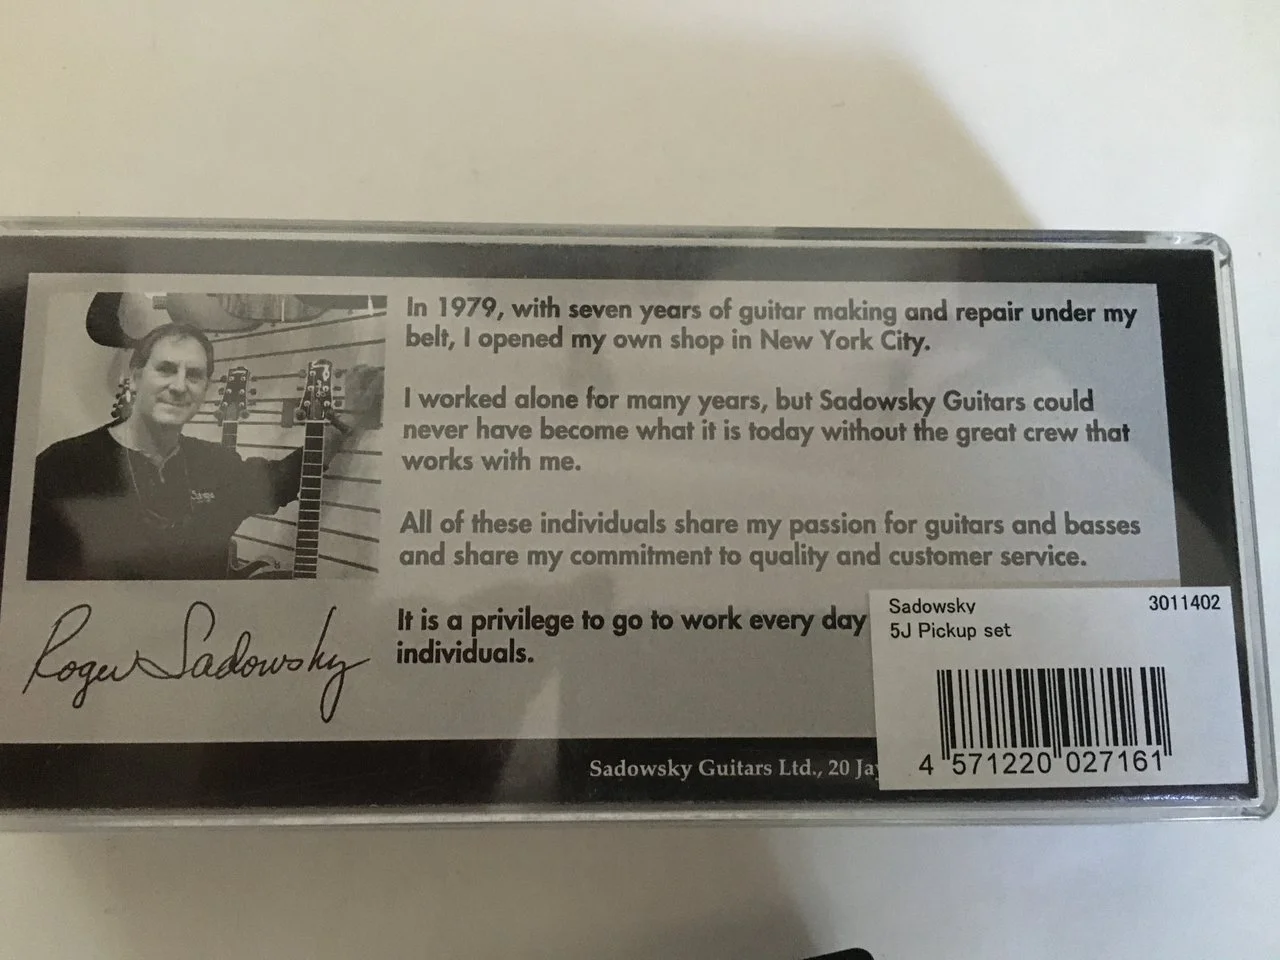 In 1979, with seven years of guitar making and repair under my
belt, I opened my own shop in New York City.
I worked alone for many years, but Sadowsky Guitars could
never have become what it is today without the great crew that
works with me.
All of these individuals share my passion for guitars and basses
and share my commitment to quality and customer service.
It is a privilege to go to work every day
individuals.
Roger Sadowsky
Sadowsky Guitars Ltd., 20 Jay
Sadowsky 3011402
5J Pickup set
4 571220 027161